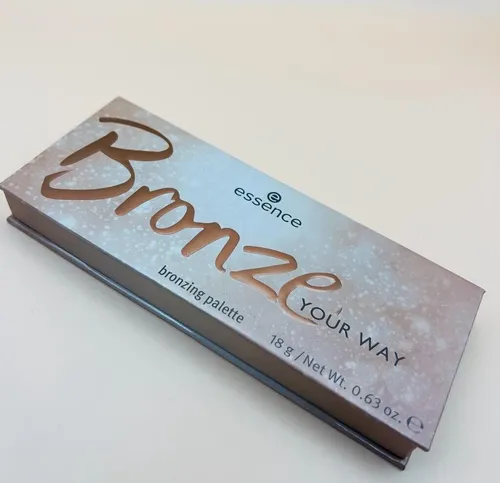 essence
Bronze
YOUR WAY
bronzing palette
18 g / Net Wt. 0.63 oz. ℮